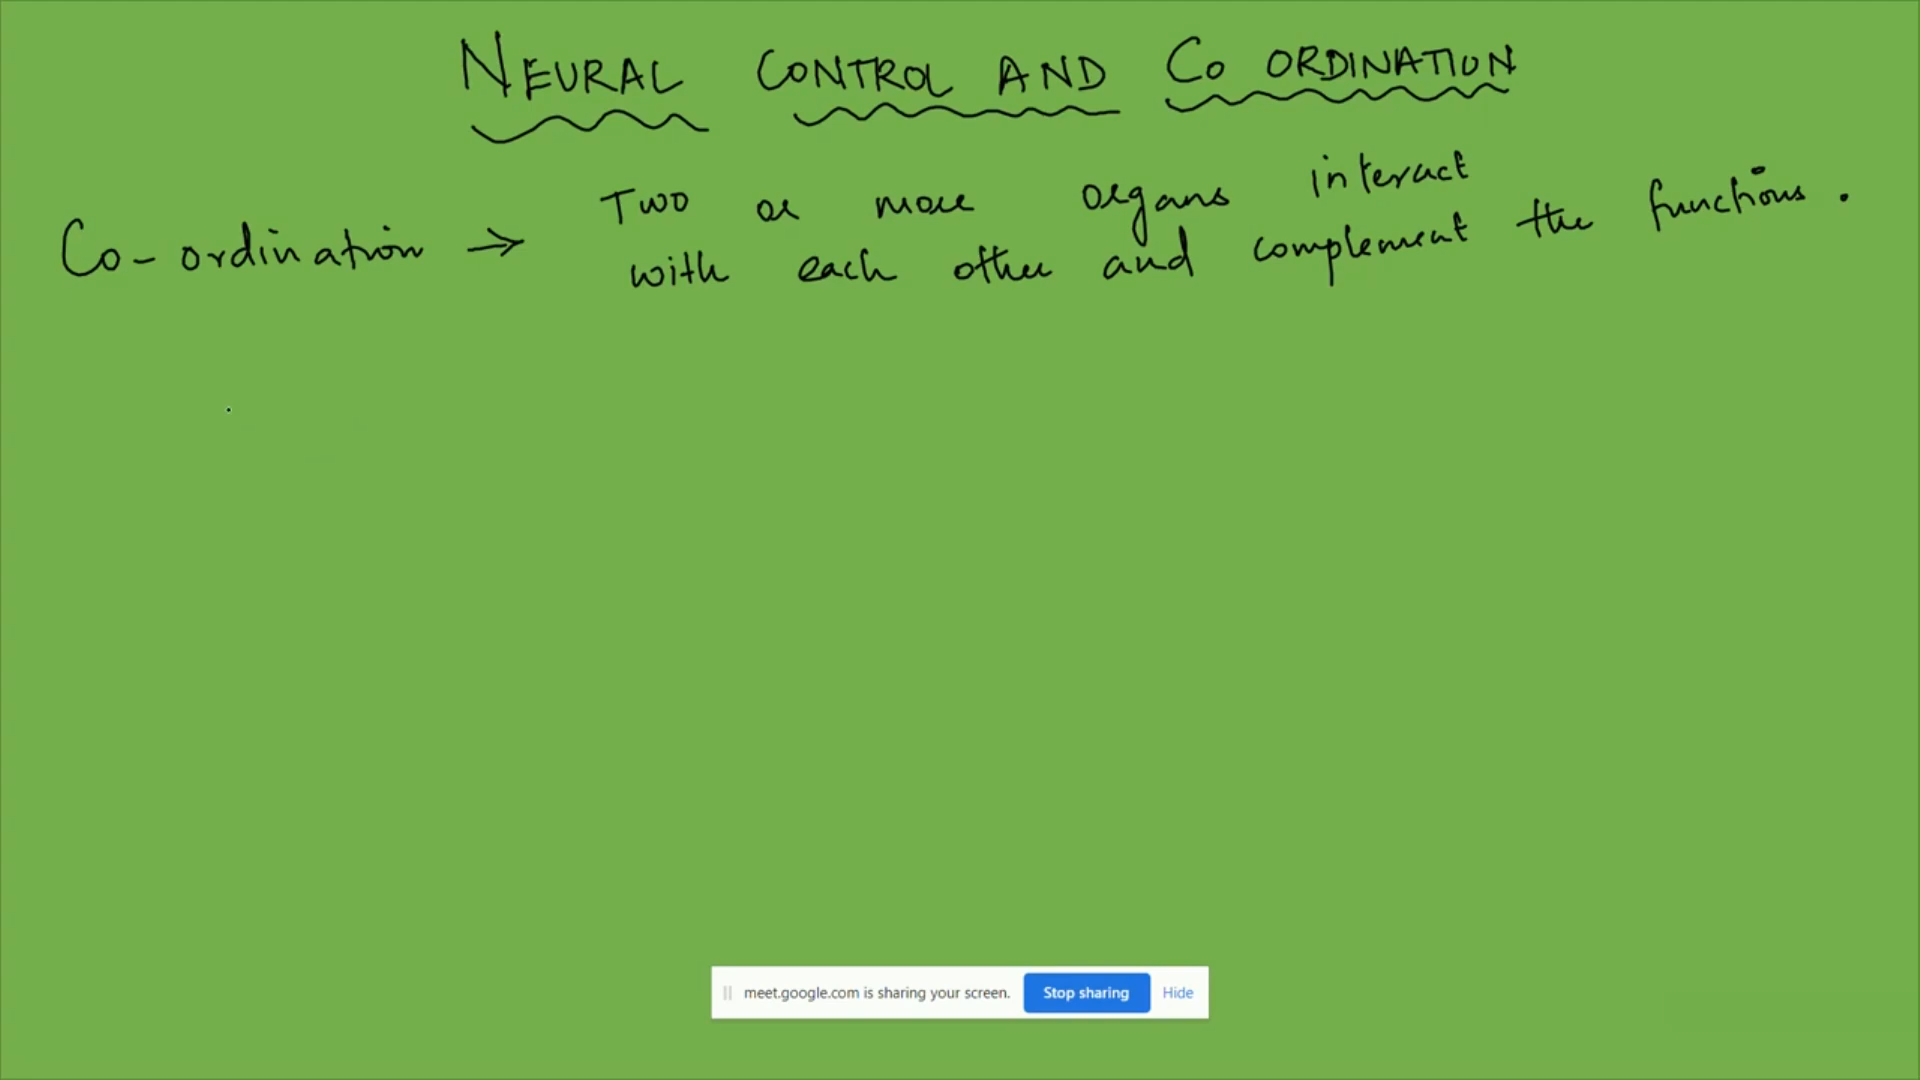 NEURAL CONTROL AND CO ORDINATION
Co-ordination → Two or more organs interact
with each other and complement the functions.
meet.google.com is sharing your screen. Stop sharing Hide